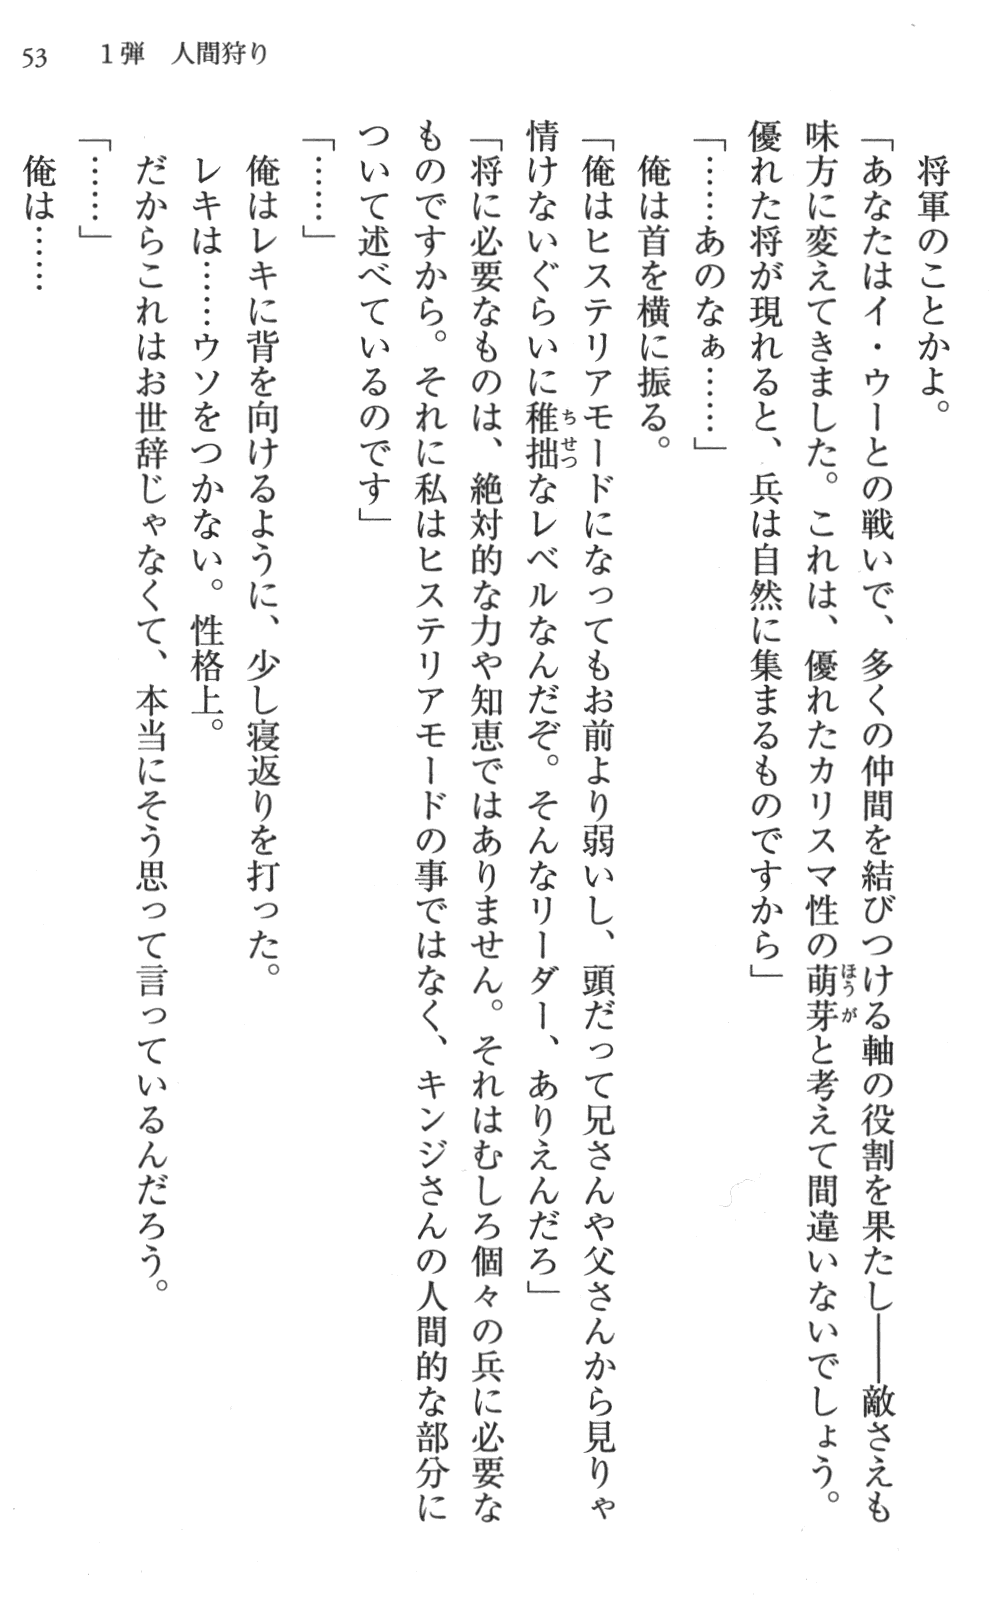 53　１弾　人間狩り
将軍のことかよ。
「あなたはイ・ウーとの戦いで、多くの仲間を結びつける軸の役割を果たし――敵さえも
味方に変えてきました。これは、優れたカリスマ性の萌芽と考えて間違いないでしょう。
優れた将が現れると、兵は自然に集まるものですから」
「……あのなぁ……」
俺は首を横に振る。
「俺はヒステリアモードになってもお前より弱いし、頭だって兄さんや父さんから見りゃ
情けないぐらいに稚拙なレベルなんだぞ。そんなリーダー、ありえんだろ」
「将に必要なものは、絶対的な力や知恵ではありません。それはむしろ個々の兵に必要な
ものですから。それに私はヒステリアモードの事ではなく、キンジさんの人間的な部分に
ついて述べているのです」
「……」
俺はレキに背を向けるように、少し寝返りを打った。
レキは……ウソをつかない。性格上。
だからこれはお世辞じゃなくて、本当にそう思って言っているんだろう。
「……」
俺は……